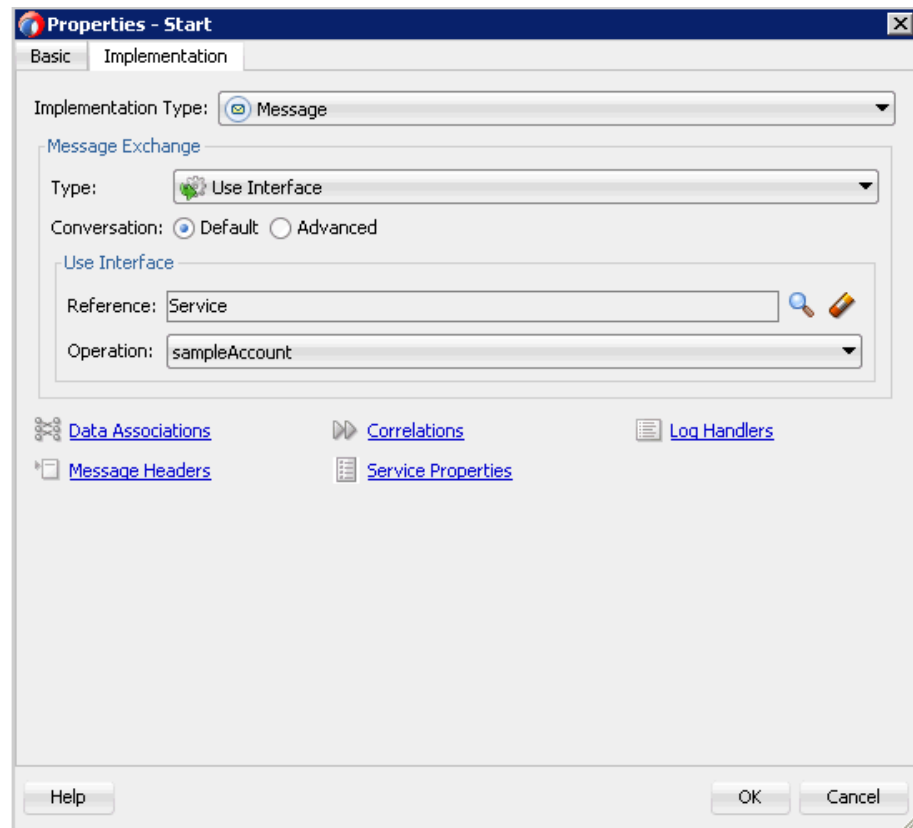 Properties - Start
Basic Implementation
Implementation Type: Message
Message Exchange
Type: Use Interface
Conversation: Default Advanced
Use Interface
Reference: Service
Operation: sampleAccount
Data Associations Correlations Log Handlers
Message Headers Service Properties
Help OK Cancel